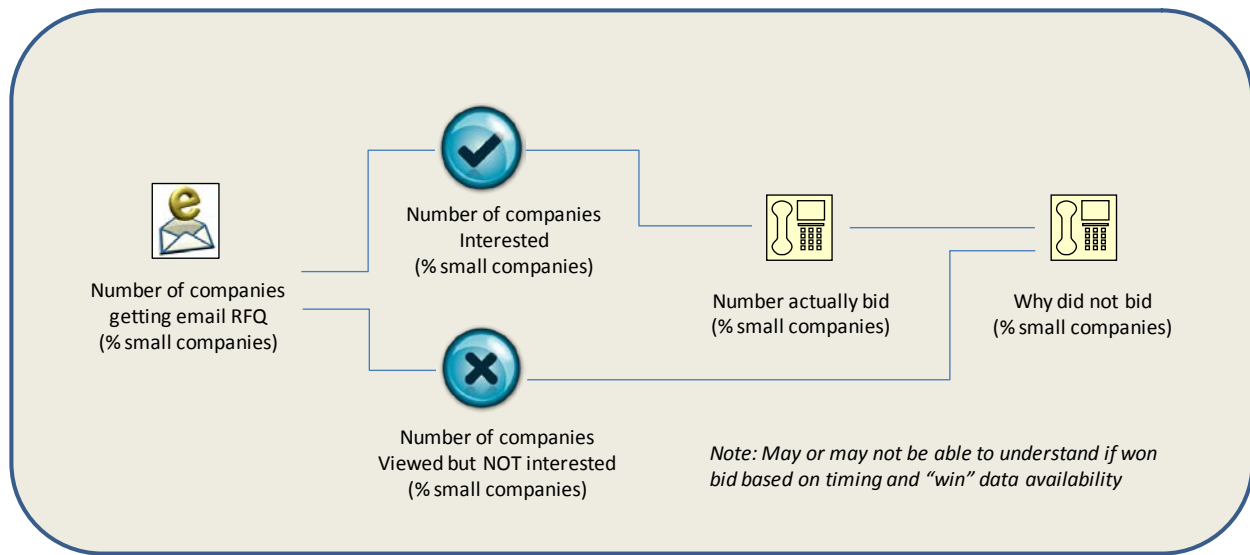 Number of companies
getting email RFQ
(% small companies)
Number of companies
Interested
(% small companies)
Number of companies
Viewed but NOT interested
(% small companies)
Number actually bid
(% small companies)
Why did not bid
(% small companies)
Note: May or may not be able to understand if won
bid based on timing and “win” data availability